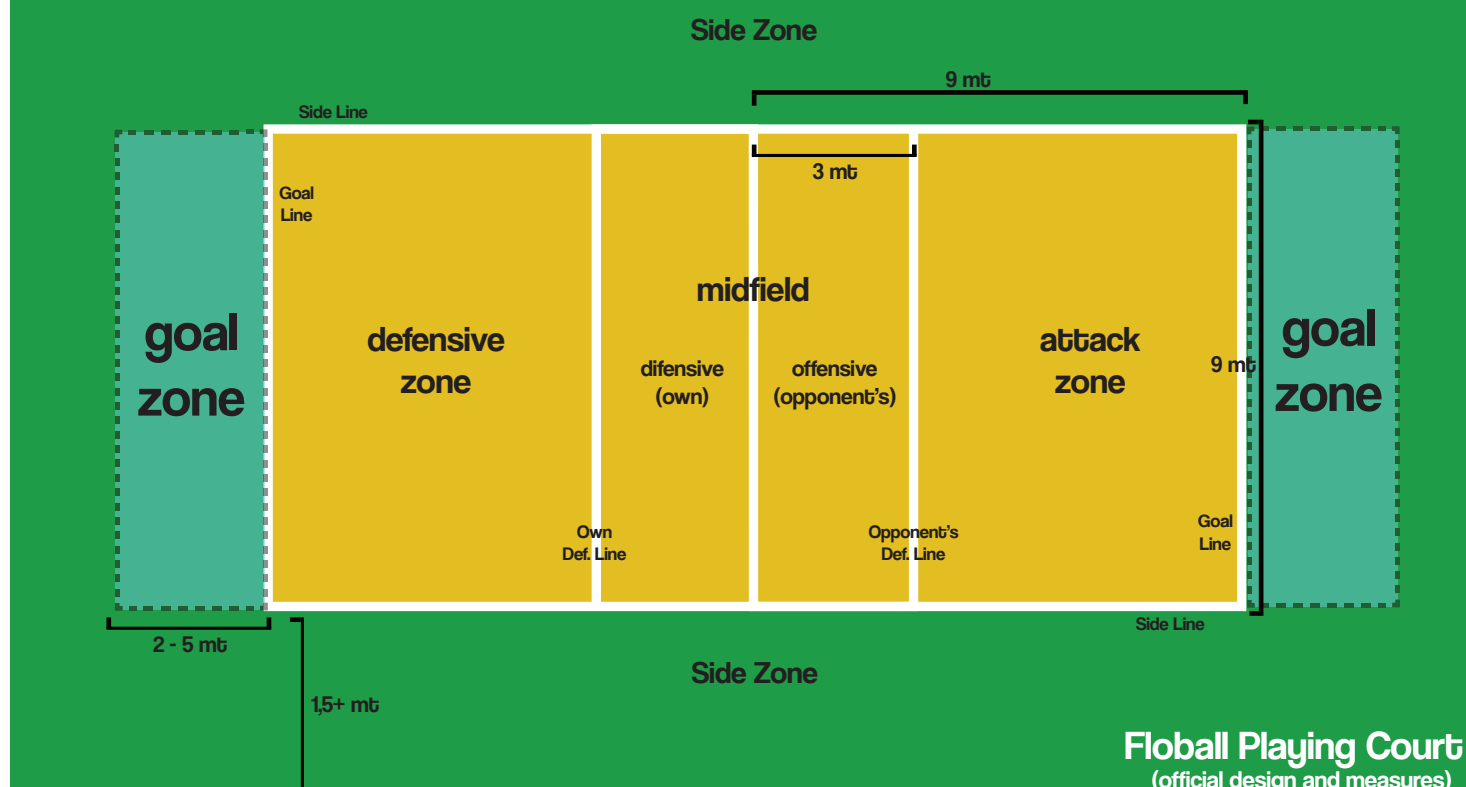 Side Zone
9 mt
Side Line
3 mt
Goal
Line
midfield
goal
zone
defensive
zone
difensive
(own)
offensive
(opponent's)
attack
zone
9 mt
goal
zone
Own
Def. Line
Opponent's
Def. Line
Goal
Line
Side Line
2 - 5 mt
Side Zone
1,5+ mt
Floball Playing Court
(official design and measures)